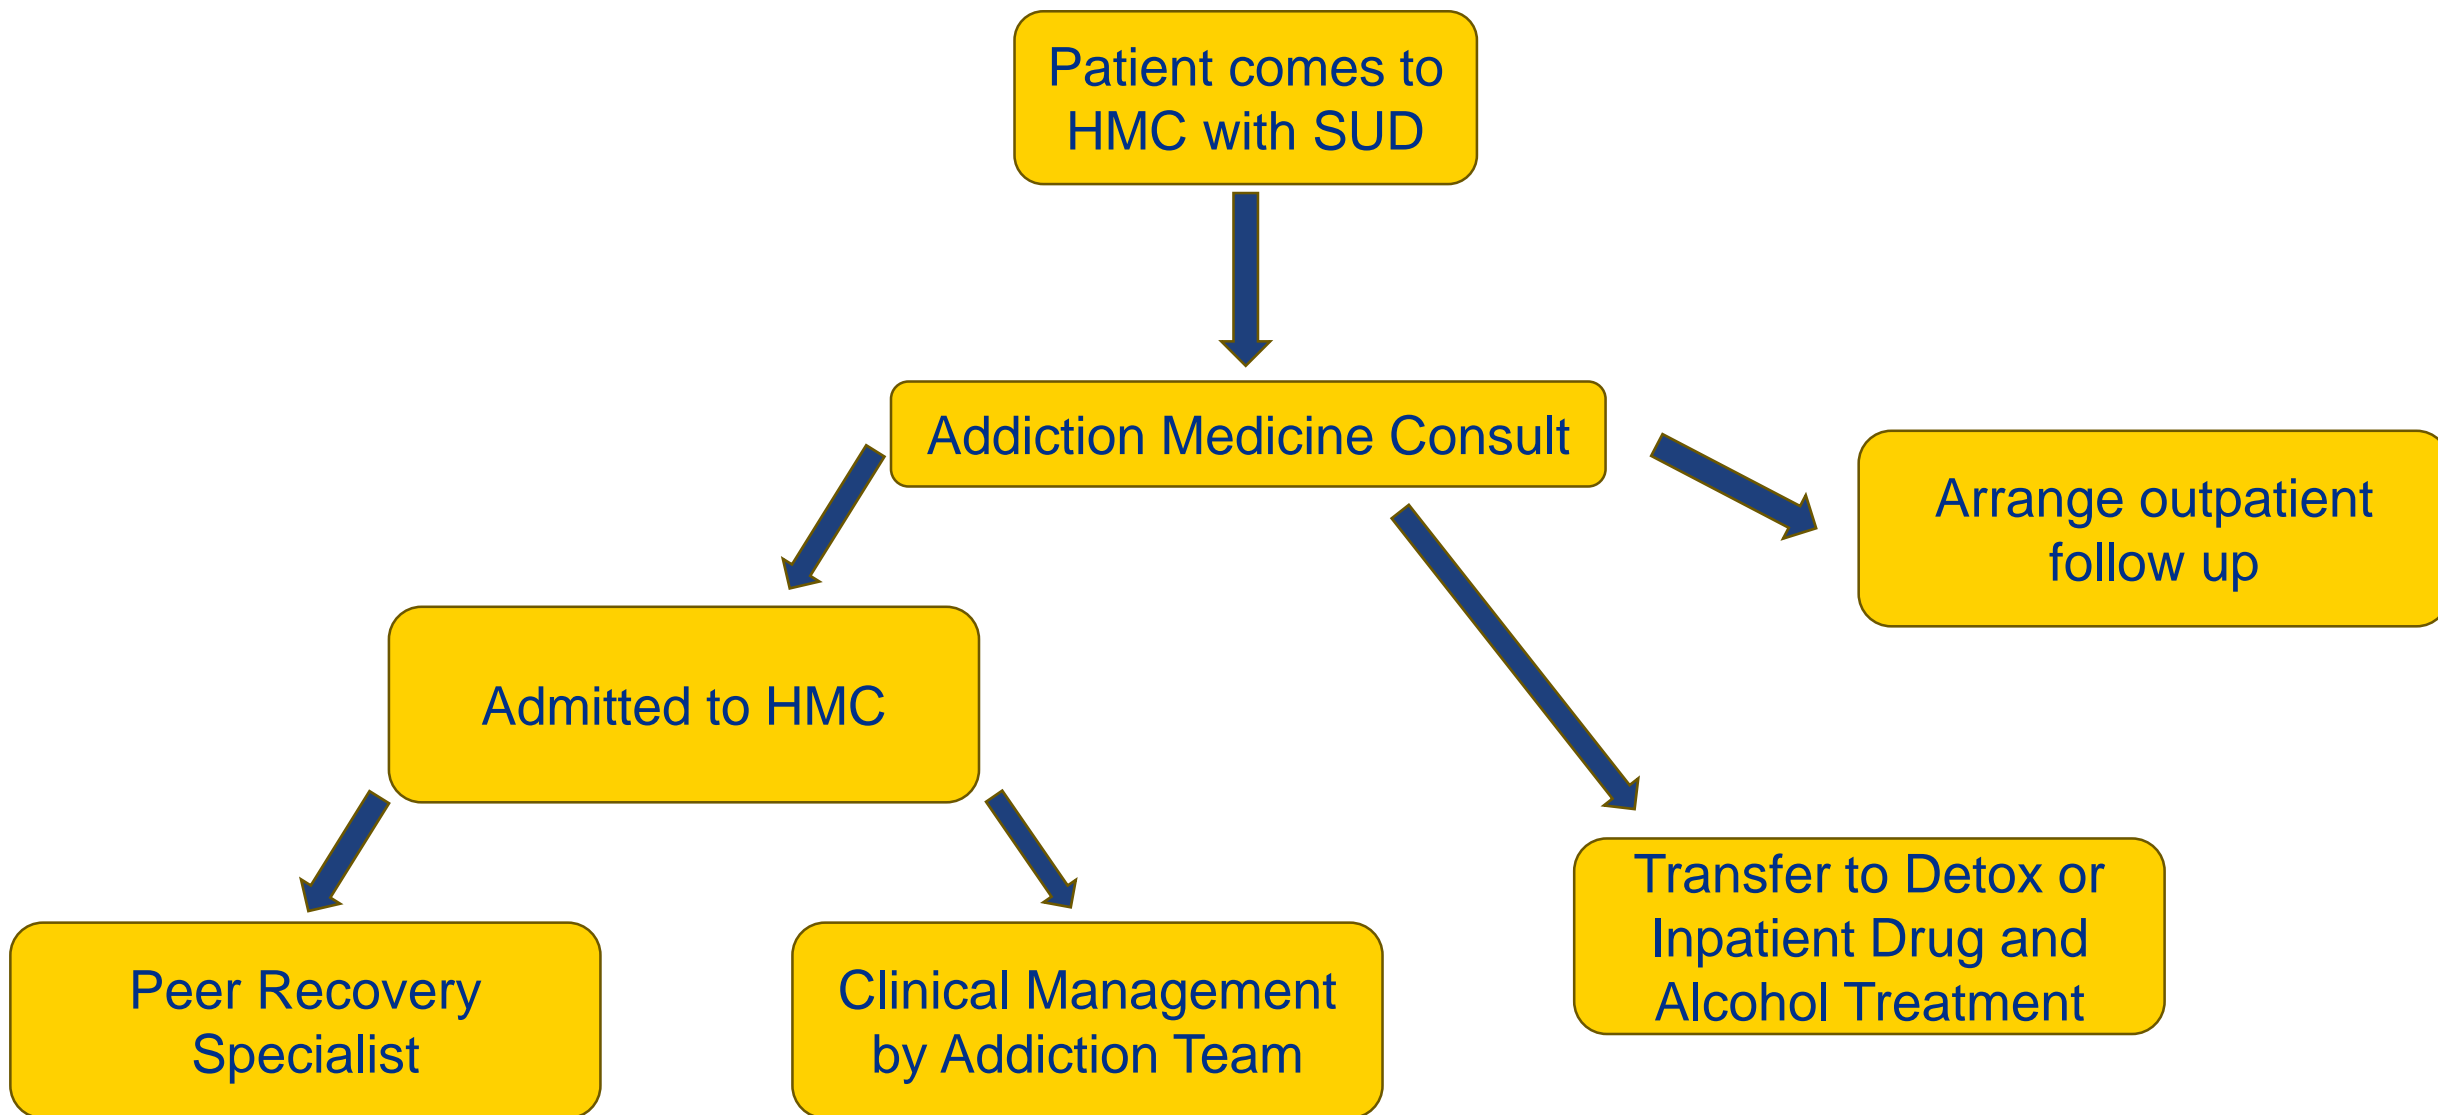 Patient comes to
HMC with SUD
Addiction Medicine Consult
Arrange outpatient
follow up
Admitted to HMC
Transfer to Detox or
Inpatient Drug and
Alcohol Treatment
Peer Recovery
Specialist
Clinical Management
by Addiction Team